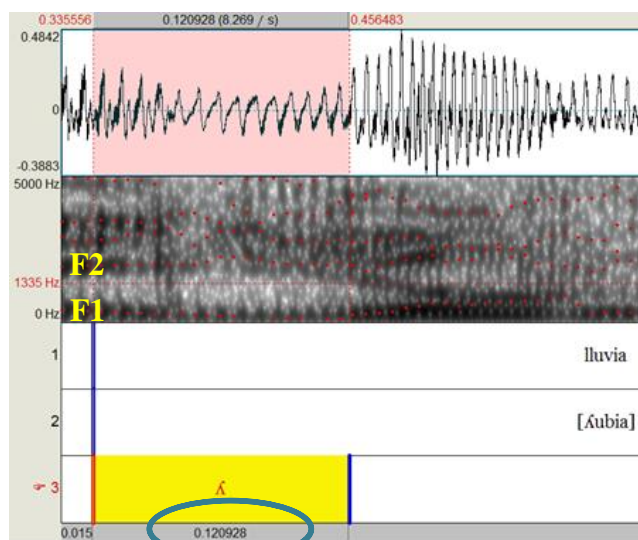 0.335556 0.120928 (8.269 / s) 0.456483
0.4842
0
-0.3883
5000 Hz
F2
1335 Hz
F1
0 Hz
1 lluvia
2 [ʎubia]
3 ʎ
0.015 0.120928